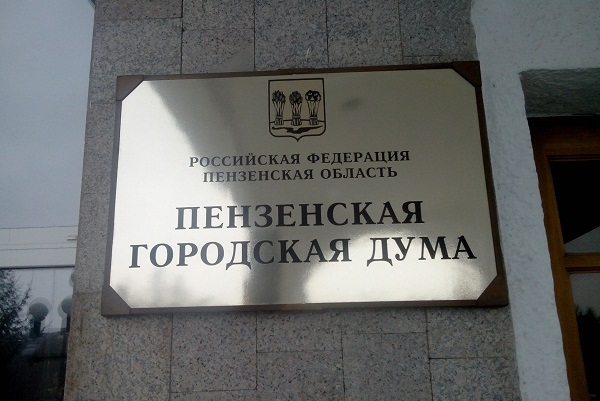 РОССИЙСКАЯ ФЕДЕРАЦИЯ
ПЕНЗЕНСКАЯ ОБЛАСТЬ
ПЕНЗЕНСКАЯ
ГОРОДСКАЯ ДУМА